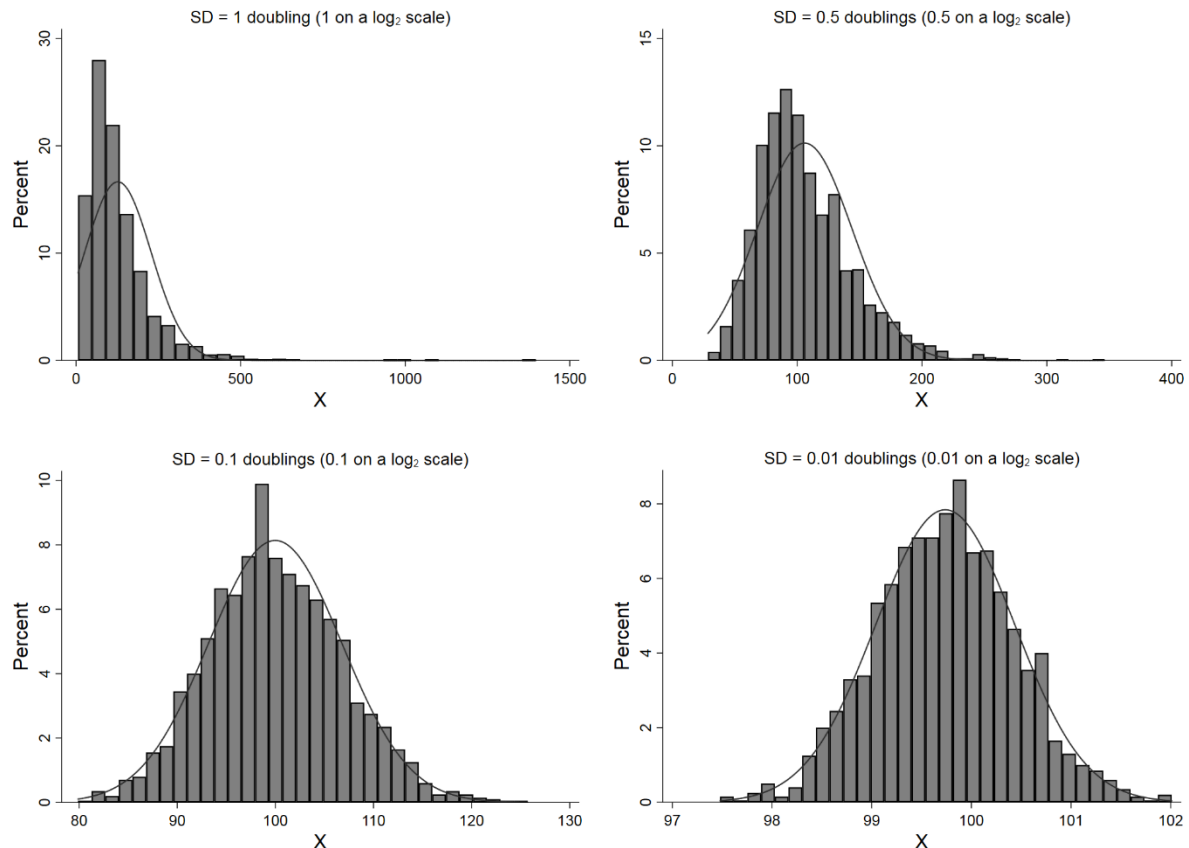 SD = 1 doubling (1 on a log₂ scale)
30
20
10
0
Percent
0 500 1000 1500
X
SD = 0.5 doublings (0.5 on a log₂ scale)
15
10
5
0
Percent
0 100 200 300 400
X
SD = 0.1 doublings (0.1 on a log₂ scale)
10
8
6
4
2
0
Percent
80 90 100 110 120 130
X
SD = 0.01 doublings (0.01 on a log₂ scale)
8
6
4
2
0
Percent
97 98 99 100 101 102
X